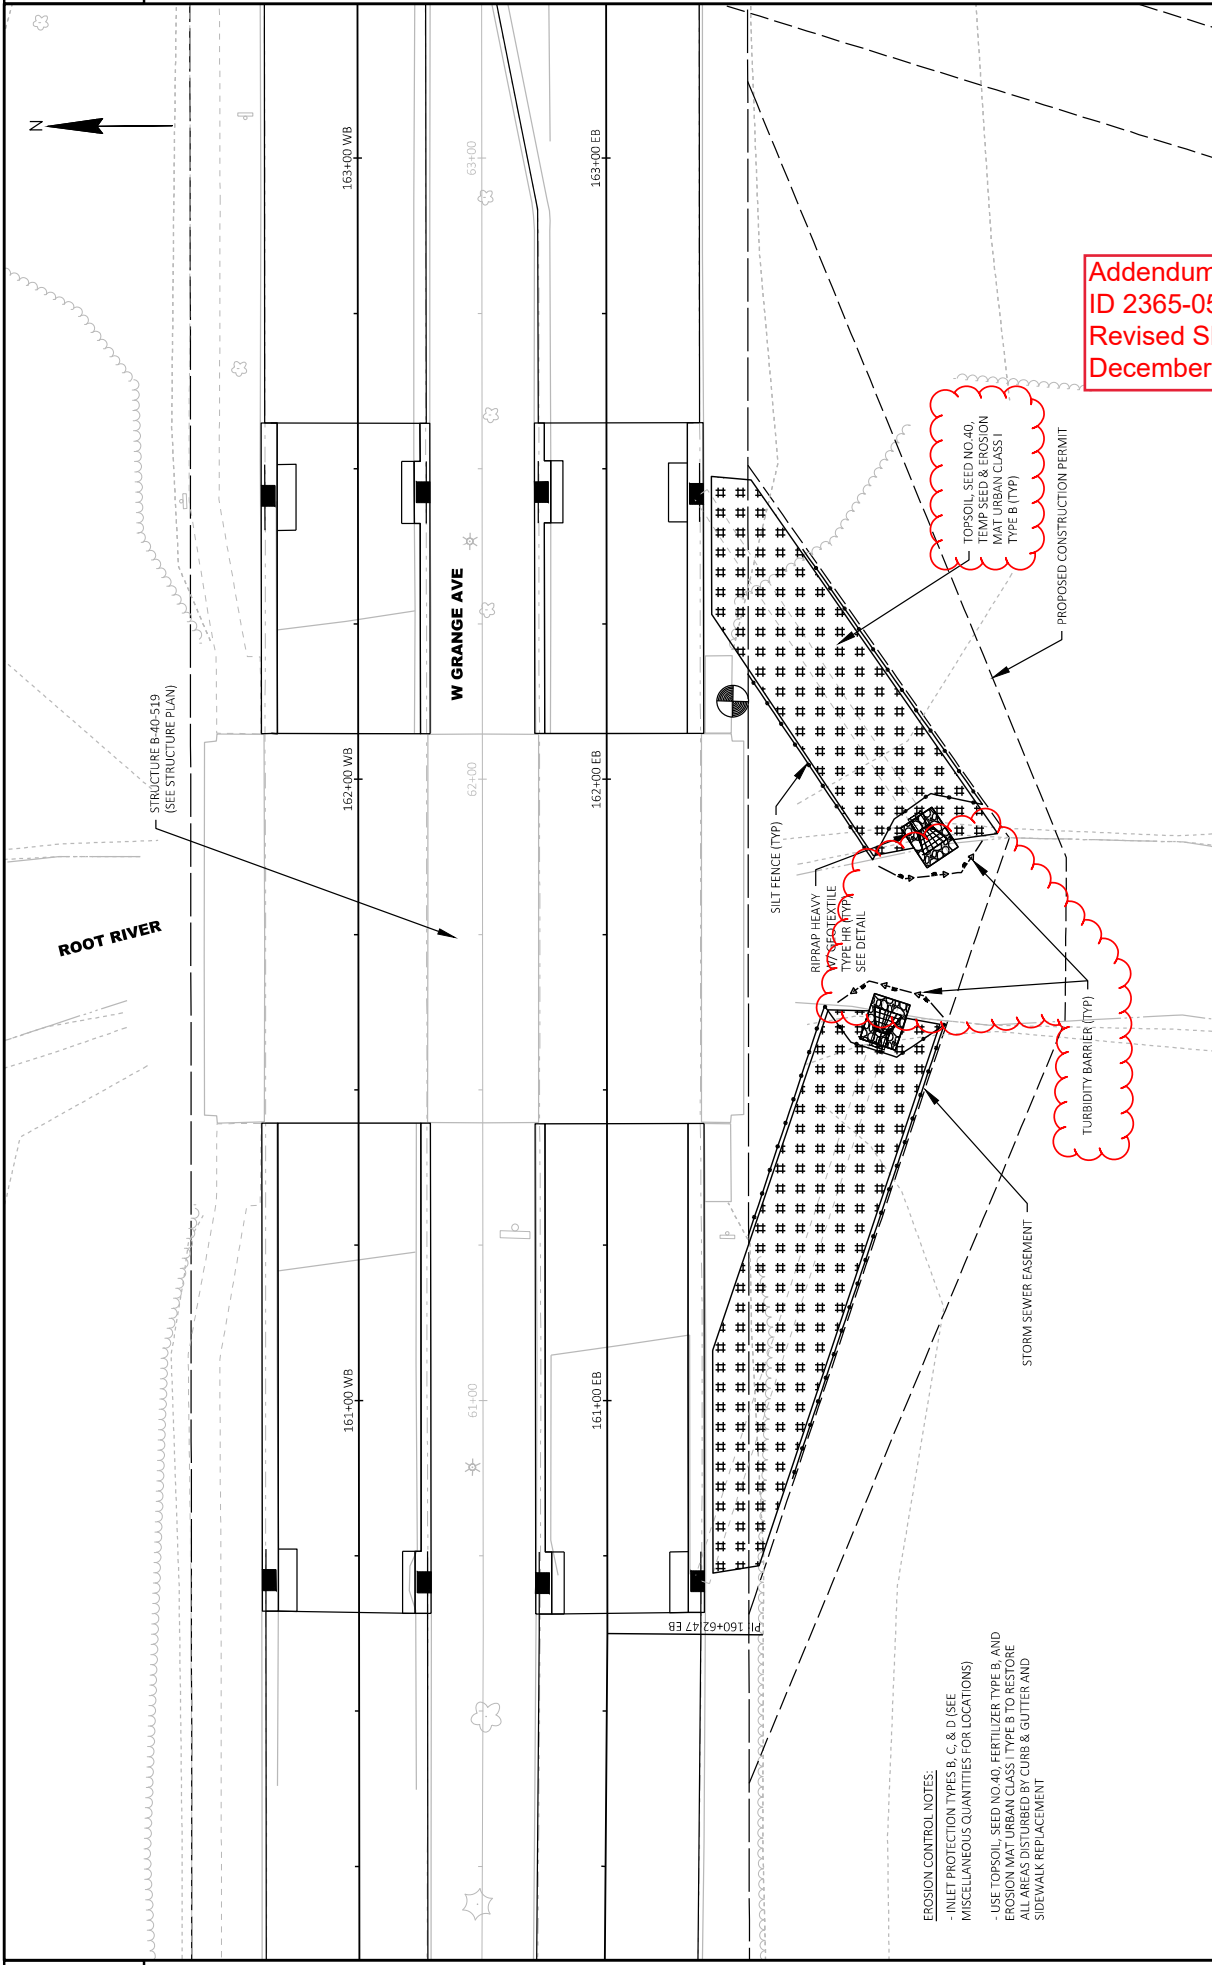 N
163+00 WB
63+00
163+00 EB
Addendum
ID 2365-05
Revised S
December
TOPSOIL, SEED NO.40,
TEMP SEED & EROSION
MAT URBAN CLASS I
TYPE B (TYP)
PROPOSED CONSTRUCTION PERMIT
W GRANGE AVE
STRUCTURE B-40-519
(SEE STRUCTURE PLAN)
162+00 WB
62+00
162+00 EB
SILT FENCE (TYP)
ROOT RIVER
RIPRAP HEAVY
W/ GEOTEXTILE
TYPE HR (TYP)
SEE DETAIL
TURBIDITY BARRIER (TYP)
STORM SEWER EASEMENT
161+00 WB
61+00
161+00 EB
PI 160+62.47 EB
EROSION CONTROL NOTES:
- INLET PROTECTION TYPES B, C, & D (SEE
MISCELLANEOUS QUANTITIES FOR LOCATIONS)
- USE TOPSOIL, SEED NO.40, FERTILIZER TYPE B, AND
EROSION MAT URBAN CLASS I TYPE B TO RESTORE
ALL AREAS DISTURBED BY CURB & GUTTER AND
SIDEWALK REPLACEMENT